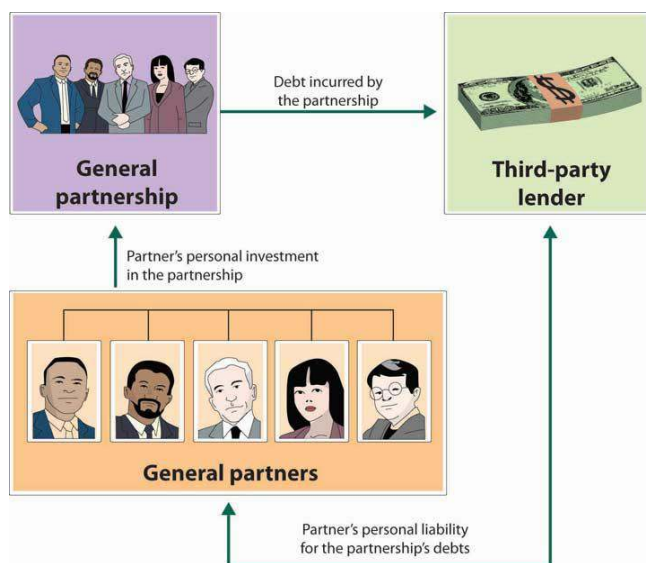 Debt incurred by
the partnership
General
partnership
Third-party
lender
Partner's personal investment
in the partnership
General partners
Partner's personal liability
for the partnership's debts